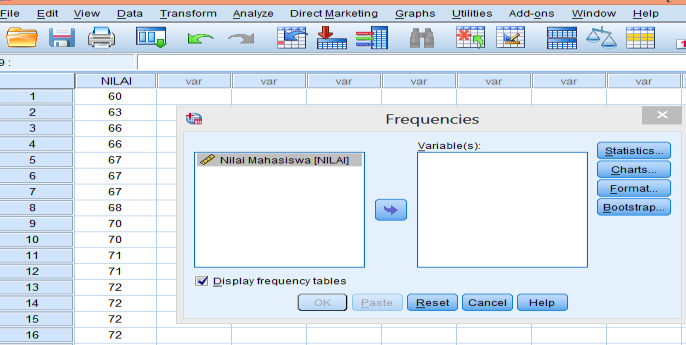 File Edit View Data Transform Analyze Direct Marketing Graphs Utilities Add-ons Window Help
9 :
NILAI var var var var var var var
1 60
2 63
3 66
4 66
5 67
6 67
7 67
8 68
9 70
10 70
11 71
12 71
13 72
14 72
15 72
16 72
Frequencies
Variable(s):
Nilai Mahasiswa [NILAI]
Statistics...
Charts...
Format...
Bootstrap...
Display frequency tables
OK Paste Reset Cancel Help